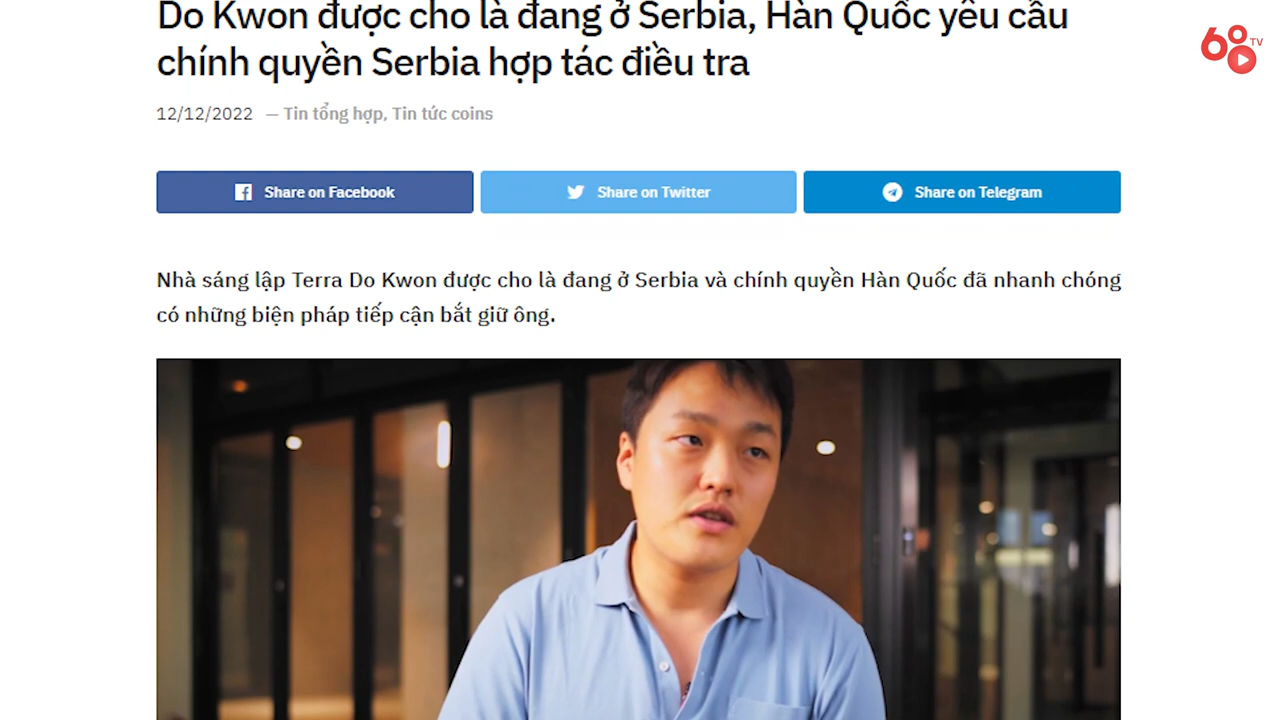 Do Kwon được cho là đang ở Serbia, Hàn Quốc yêu cầu
chính quyền Serbia hợp tác điều tra
60 TV
12/12/2022 — Tin tổng hợp, Tin tức coins
Share on Facebook
Share on Twitter
Share on Telegram
Nhà sáng lập Terra Do Kwon được cho là đang ở Serbia và chính quyền Hàn Quốc đã nhanh chóng
có những biện pháp tiếp cận bắt giữ ông.